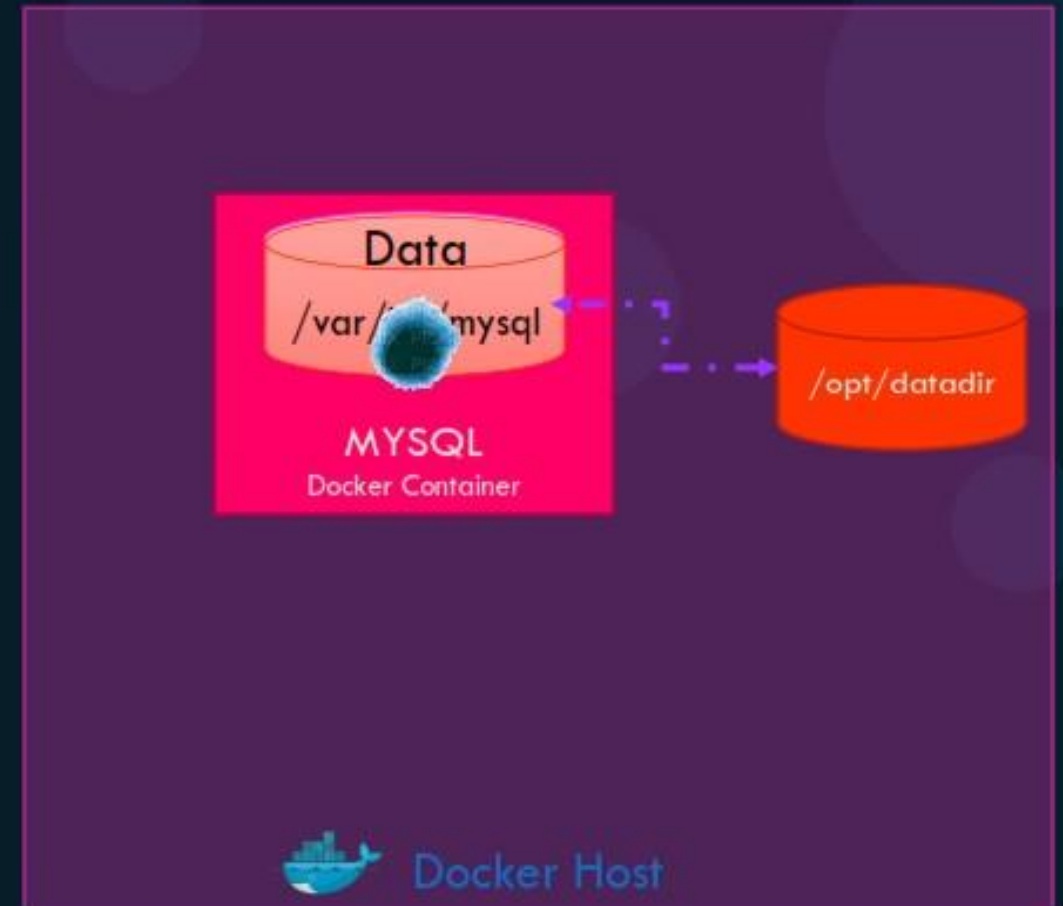 Data
/var/ /mysql
/opt/datadir
MYSQL
Docker Container
Docker Host